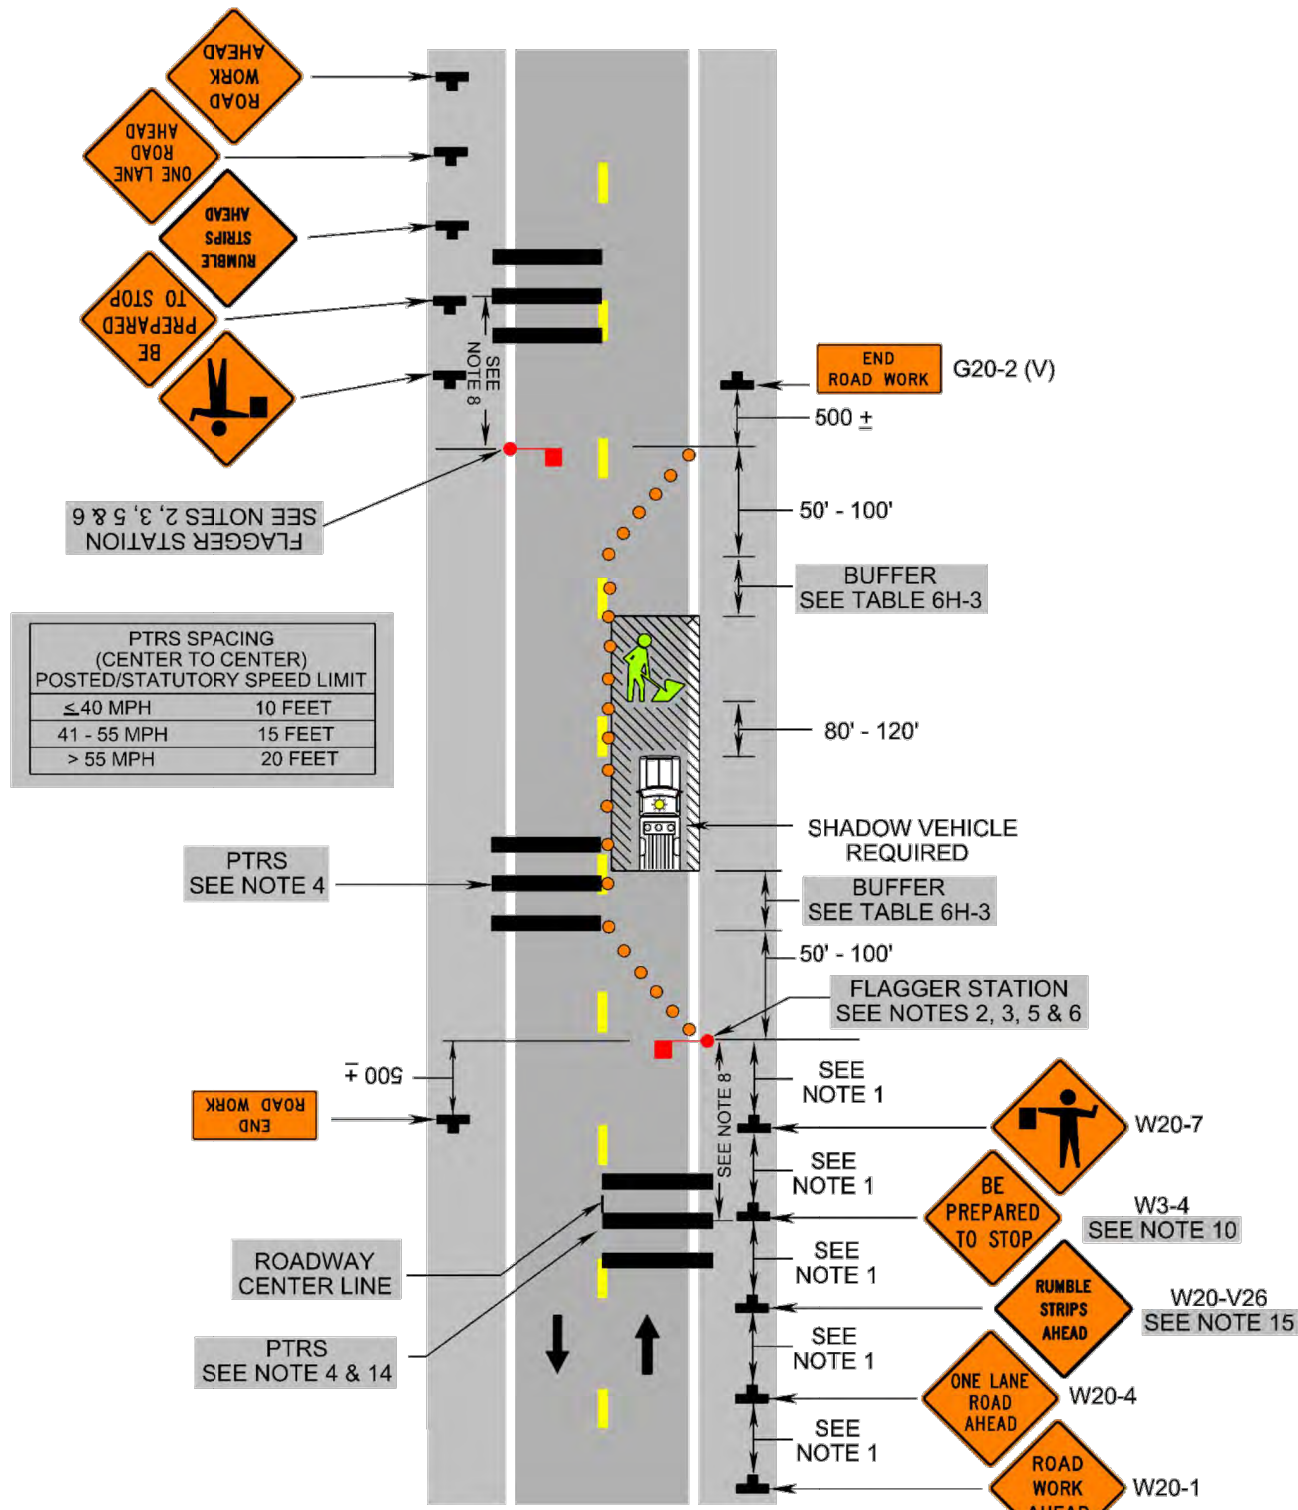 ROAD
WORK
AHEAD
ONE LANE
ROAD
AHEAD
RUMBLE
STRIPS
AHEAD
BE
PREPARED
TO STOP
SEE
NOTE 8
END
ROAD WORK
G20-2 (V)
500 ±
FLAGGER STATION
SEE NOTES 2, 3, 5 & 6
50' - 100'
BUFFER
SEE TABLE 6H-3
PTRS SPACING
(CENTER TO CENTER)
POSTED/STATUTORY SPEED LIMIT
≤40 MPH 10 FEET
41 - 55 MPH 15 FEET
> 55 MPH 20 FEET
80' - 120'
SHADOW VEHICLE
REQUIRED
PTRS
SEE NOTE 4
BUFFER
SEE TABLE 6H-3
50' - 100'
FLAGGER STATION
SEE NOTES 2, 3, 5 & 6
500 ±
END
ROAD WORK
SEE NOTE 8
SEE
NOTE 1
W20-7
SEE
NOTE 1
BE
PREPARED
TO STOP
W3-4
SEE NOTE 10
ROADWAY
CENTER LINE
SEE
NOTE 1
RUMBLE
STRIPS
AHEAD
W20-V26
SEE NOTE 15
PTRS
SEE NOTE 4 & 14
SEE
NOTE 1
ONE LANE
ROAD
AHEAD
W20-4
SEE
NOTE 1
ROAD
WORK
AHEAD
W20-1